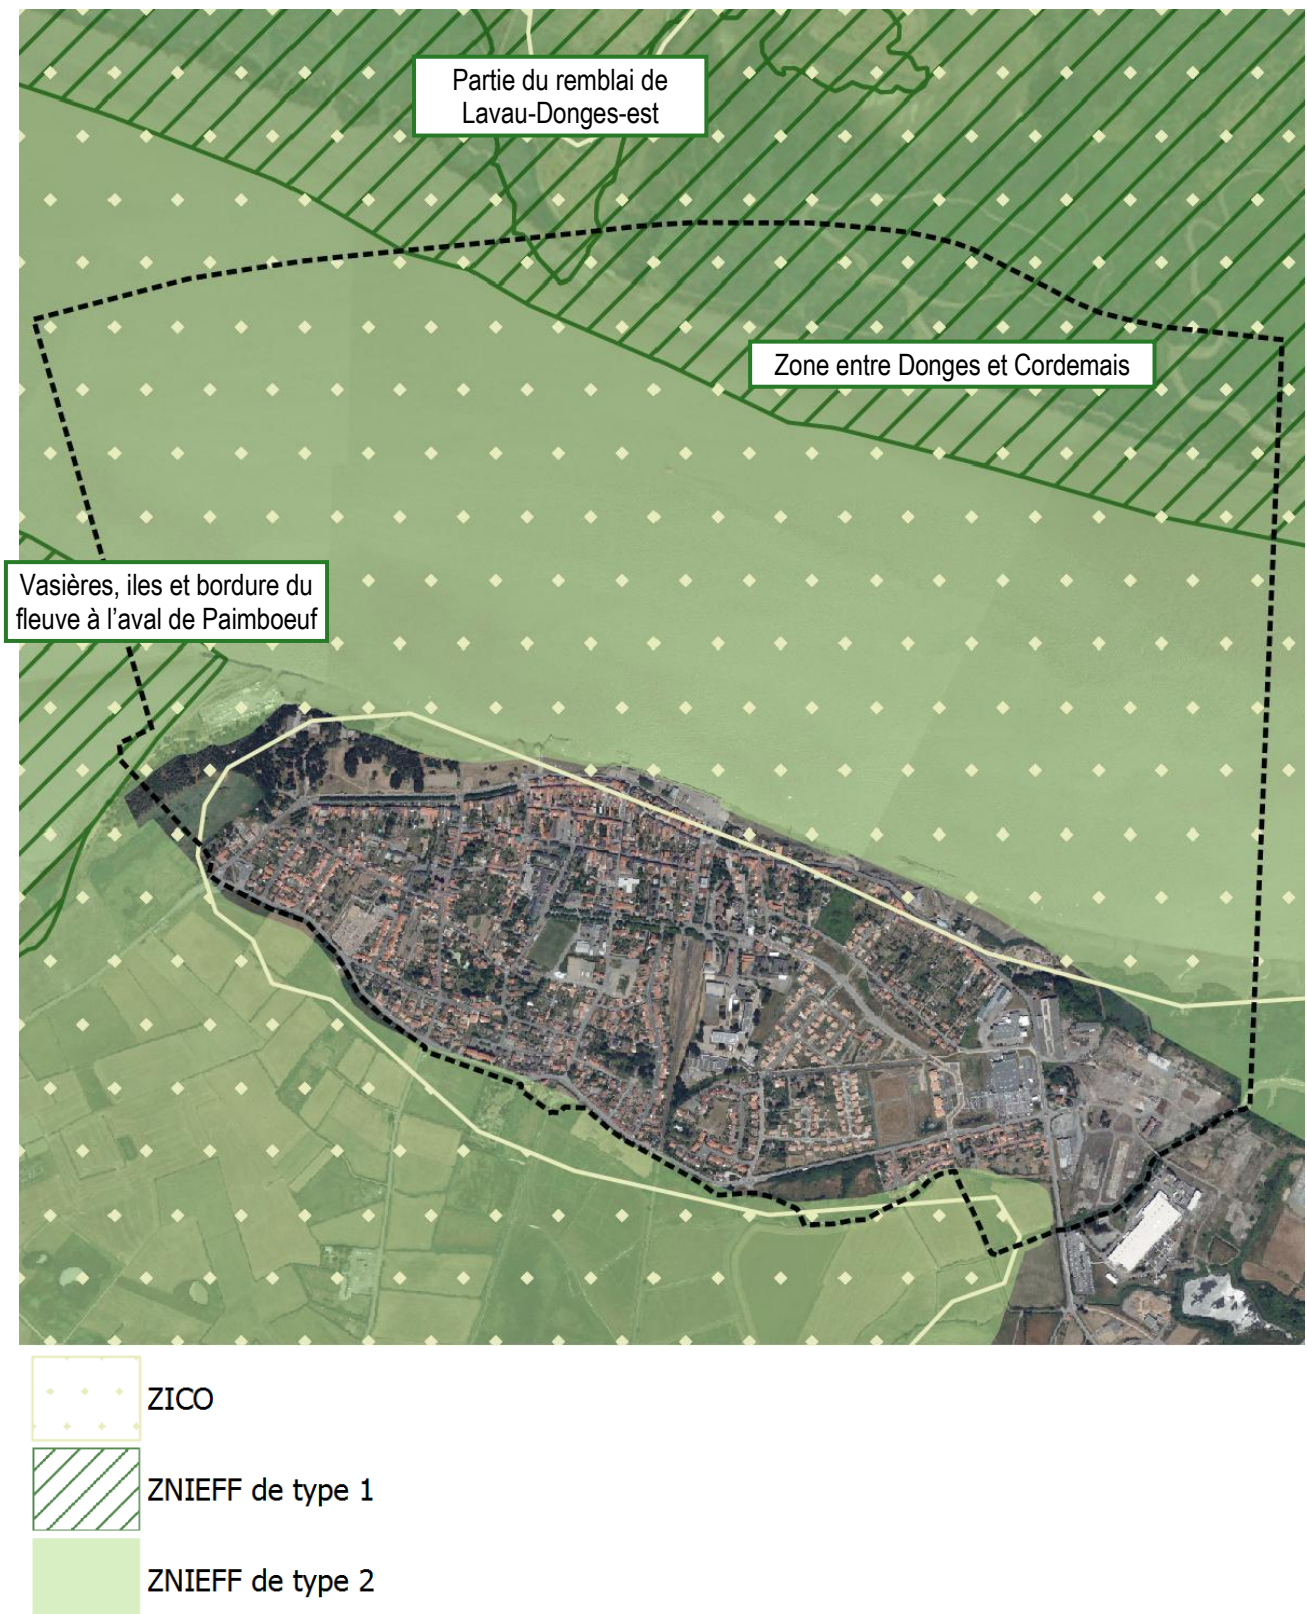 Partie du remblai de
Lavau-Donges-est
Zone entre Donges et Cordemais
Vasières, iles et bordure du
fleuve à l’aval de Paimboeuf
ZICO
ZNIEFF de type 1
ZNIEFF de type 2